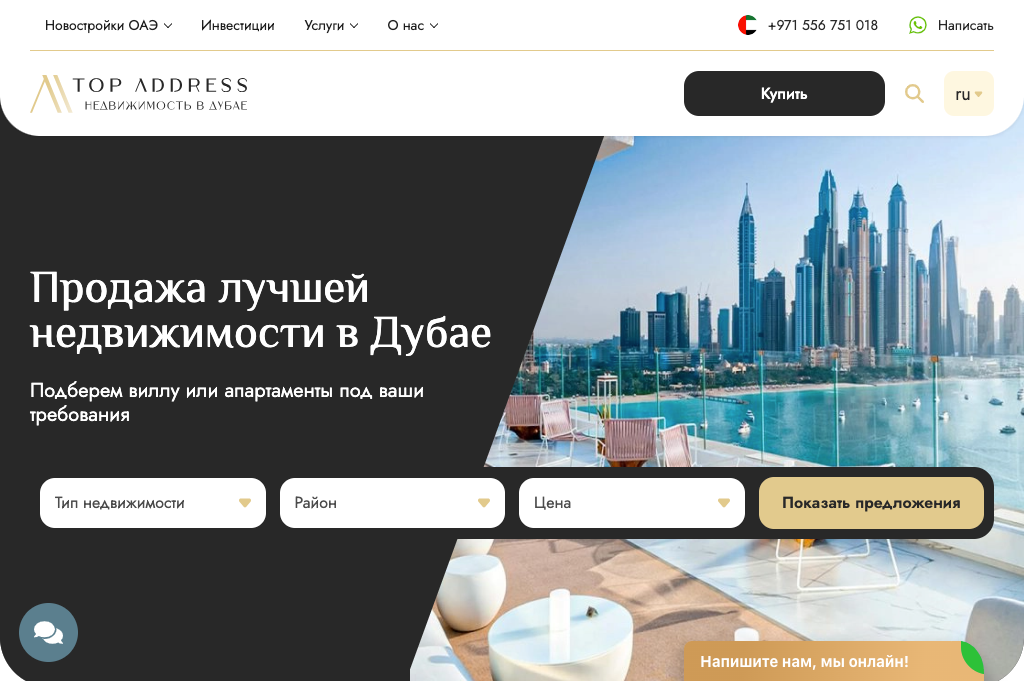 Новостройки ОАЭ Инвестиции Услуги О нас +971 556 751 018 Написать
TOP ADDRESS
НЕДВИЖИМОСТЬ В ДУБАЕ
Купить
ru
Продажа лучшей
недвижимости в Дубае
Подберем виллу или апартаменты под ваши
требования
Тип недвижимости Район Цена Показать предложения
Напишите нам, мы онлайн!